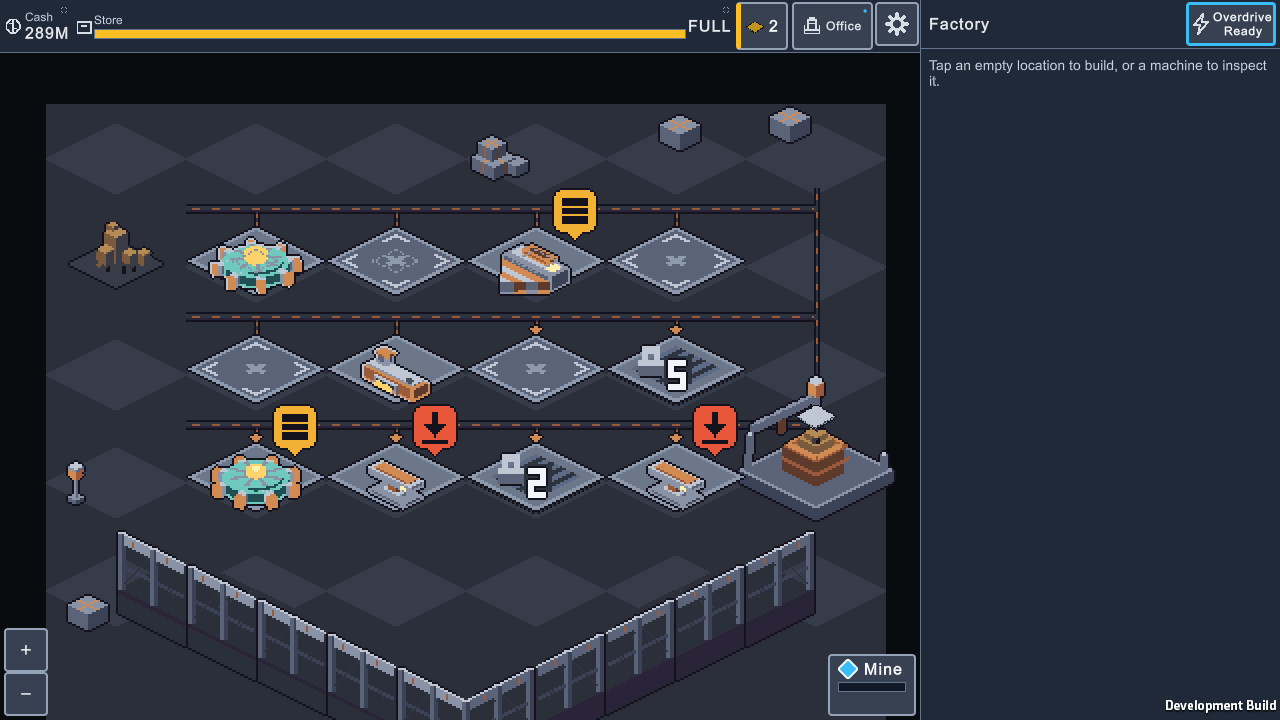 Cash
289M
Store
FULL
2
Office
Factory
Overdrive
Ready
Tap an empty location to build, or a machine to inspect
it.
5
2
+
−
Mine
Development Build